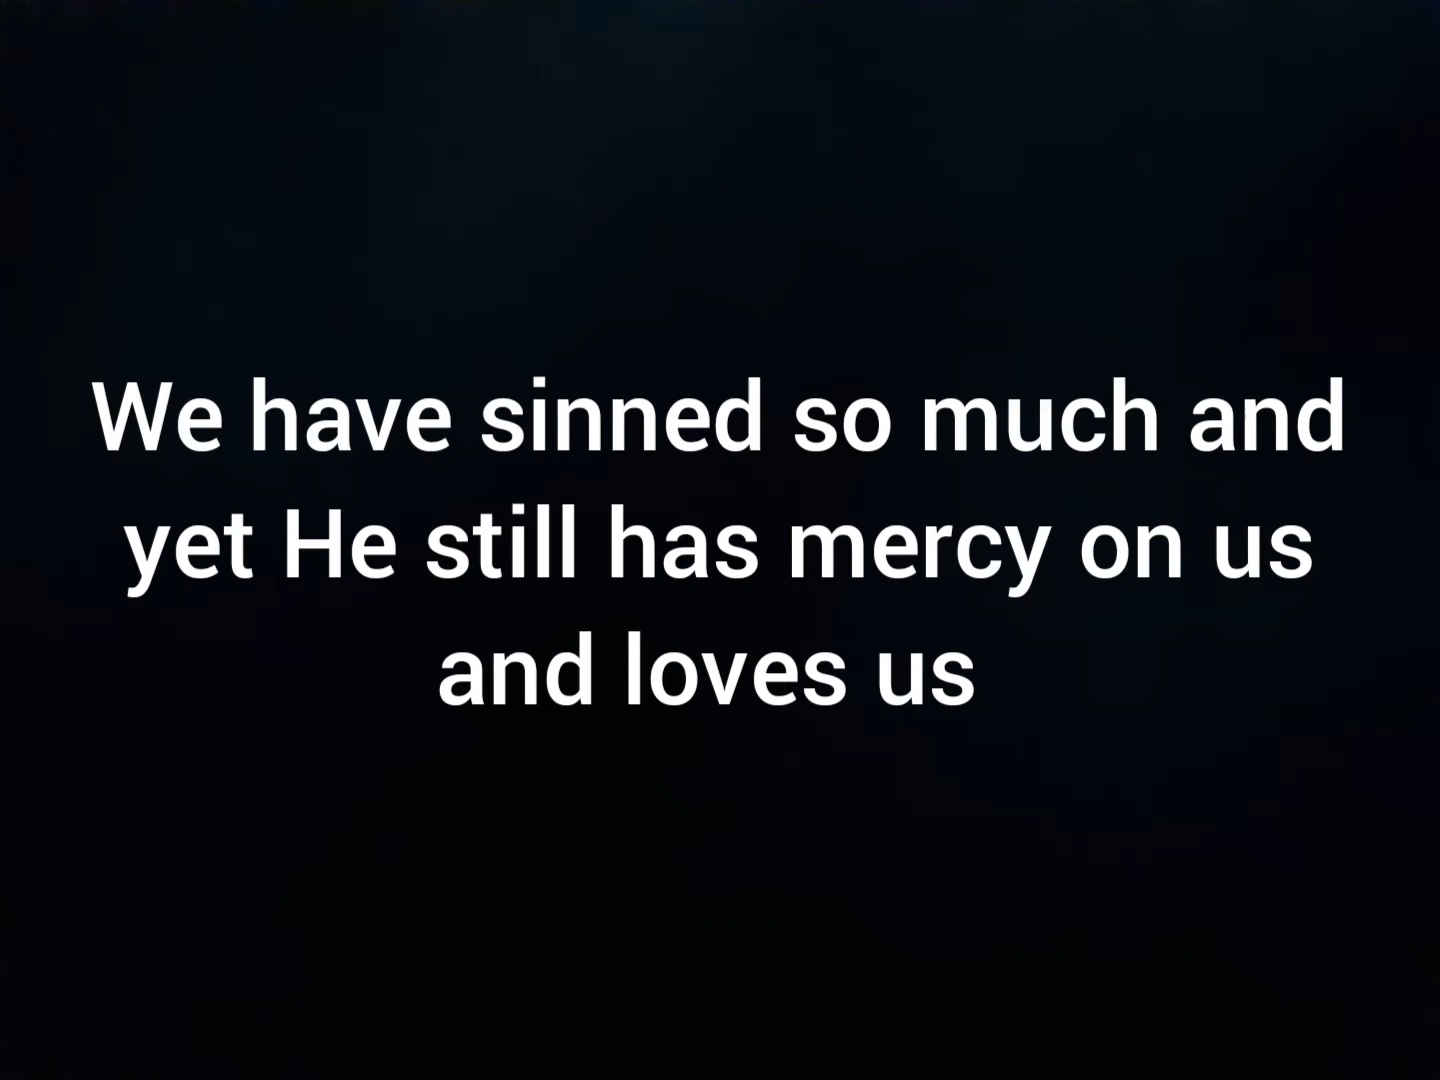 We have sinned so much and
yet He still has mercy on us
and loves us